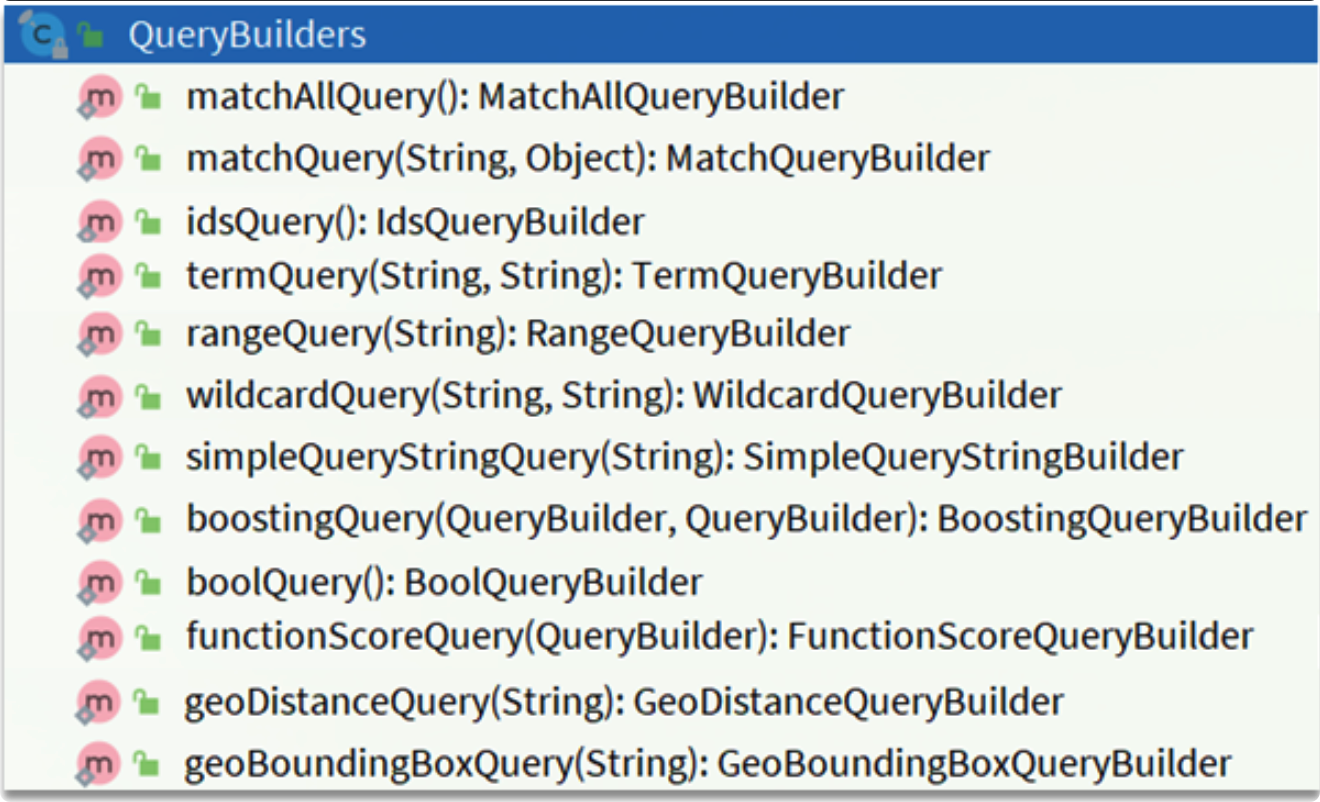 QueryBuilders
matchAllQuery(): MatchAllQueryBuilder
matchQuery(String, Object): MatchQueryBuilder
idsQuery(): IdsQueryBuilder
termQuery(String, String): TermQueryBuilder
rangeQuery(String): RangeQueryBuilder
wildcardQuery(String, String): WildcardQueryBuilder
simpleQueryStringQuery(String): SimpleQueryStringBuilder
boostingQuery(QueryBuilder, QueryBuilder): BoostingQueryBuilder
boolQuery(): BoolQueryBuilder
functionScoreQuery(QueryBuilder): FunctionScoreQueryBuilder
geoDistanceQuery(String): GeoDistanceQueryBuilder
geoBoundingBoxQuery(String): GeoBoundingBoxQueryBuilder